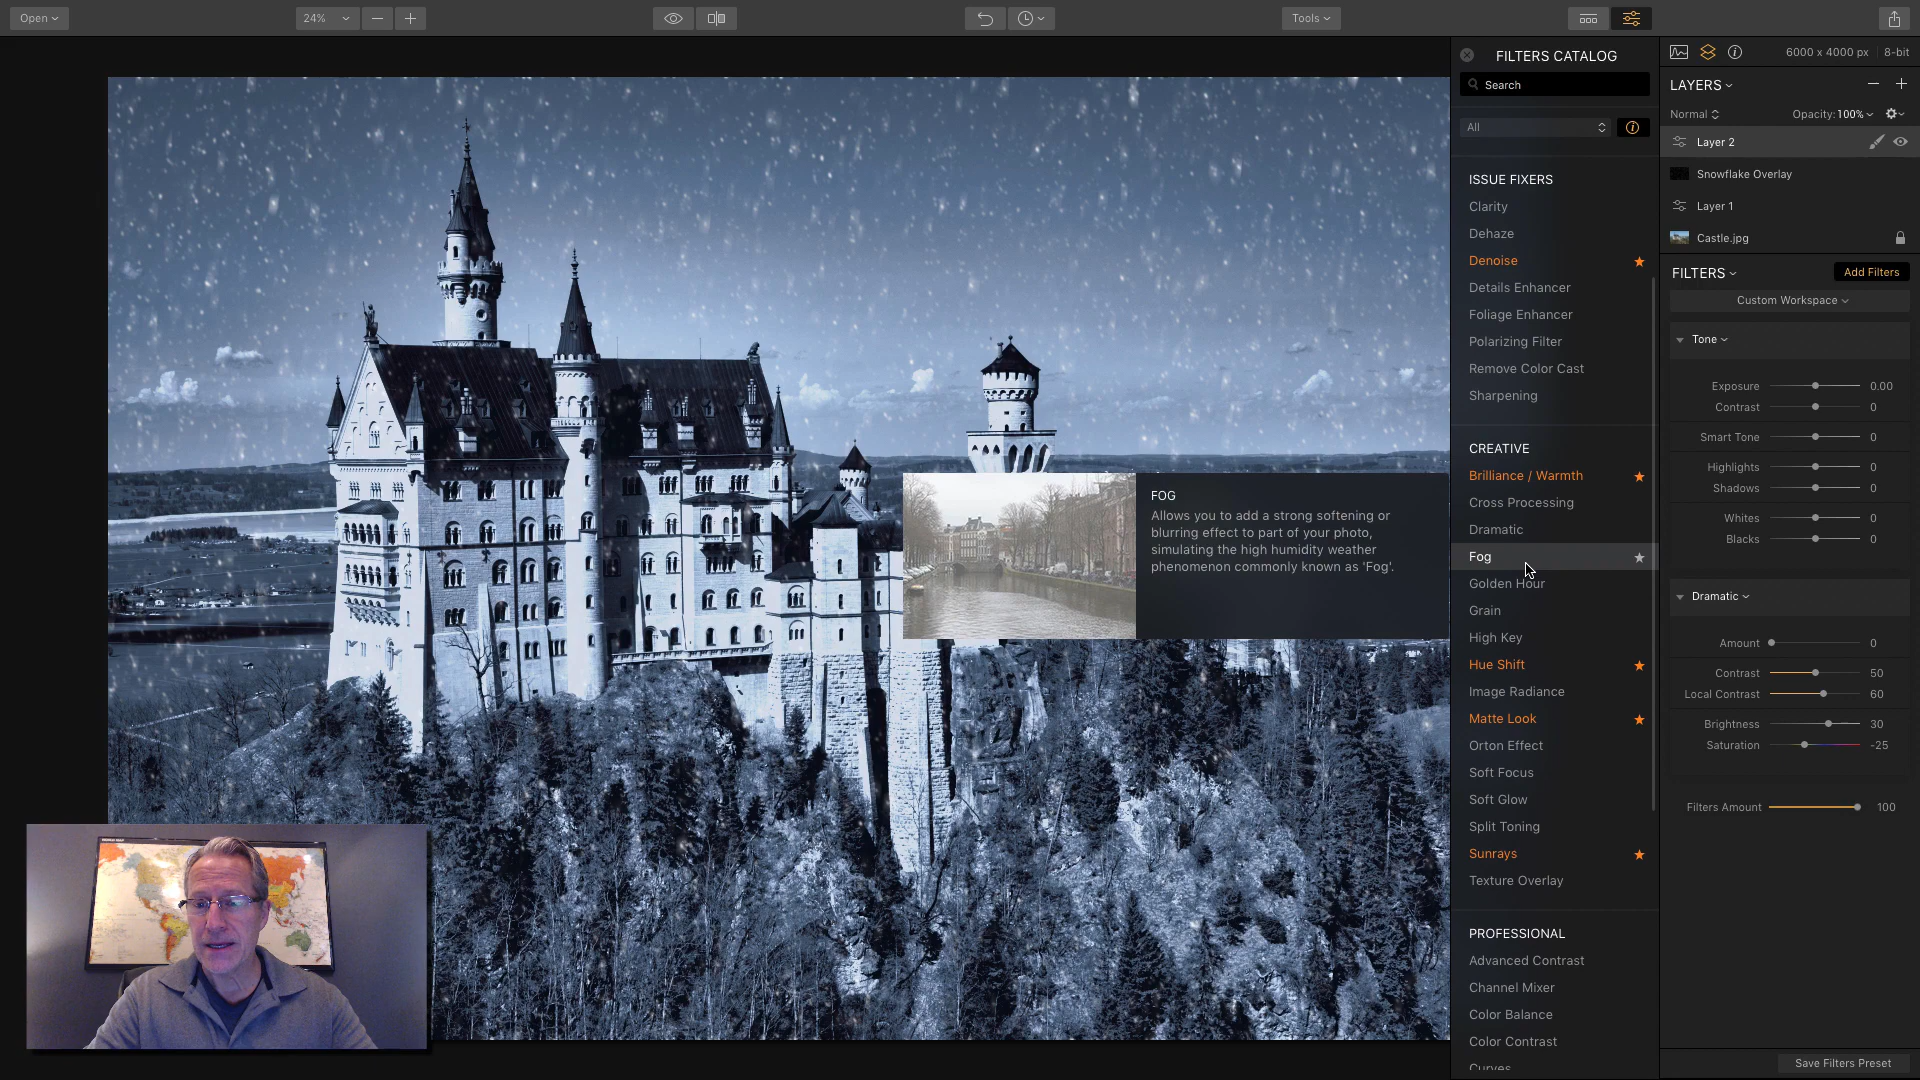 Open
24%
Tools
FILTERS CATALOG
Search
All
ISSUE FIXERS
Clarity
Dehaze
Denoise
Details Enhancer
Foliage Enhancer
Polarizing Filter
Remove Color Cast
Sharpening
CREATIVE
Brilliance / Warmth
Cross Processing
Dramatic
Fog
Golden Hour
Grain
High Key
Hue Shift
Image Radiance
Matte Look
Orton Effect
Soft Focus
Soft Glow
Split Toning
Sunrays
Texture Overlay
PROFESSIONAL
Advanced Contrast
Channel Mixer
Color Balance
Color Contrast
Curves
FOG
Allows you to add a strong softening or
blurring effect to part of your photo,
simulating the high humidity weather
phenomenon commonly known as 'Fog'.
6000 x 4000 px 8-bit
LAYERS
Normal Opacity: 100%
Layer 2
Snowflake Overlay
Layer 1
Castle.jpg
FILTERS Add Filters
Custom Workspace
Tone
Exposure 0.00
Contrast 0
Smart Tone 0
Highlights 0
Shadows 0
Whites 0
Blacks 0
Dramatic
Amount 0
Contrast 50
Local Contrast 60
Brightness 30
Saturation -25
Filters Amount 100
Save Filters Preset